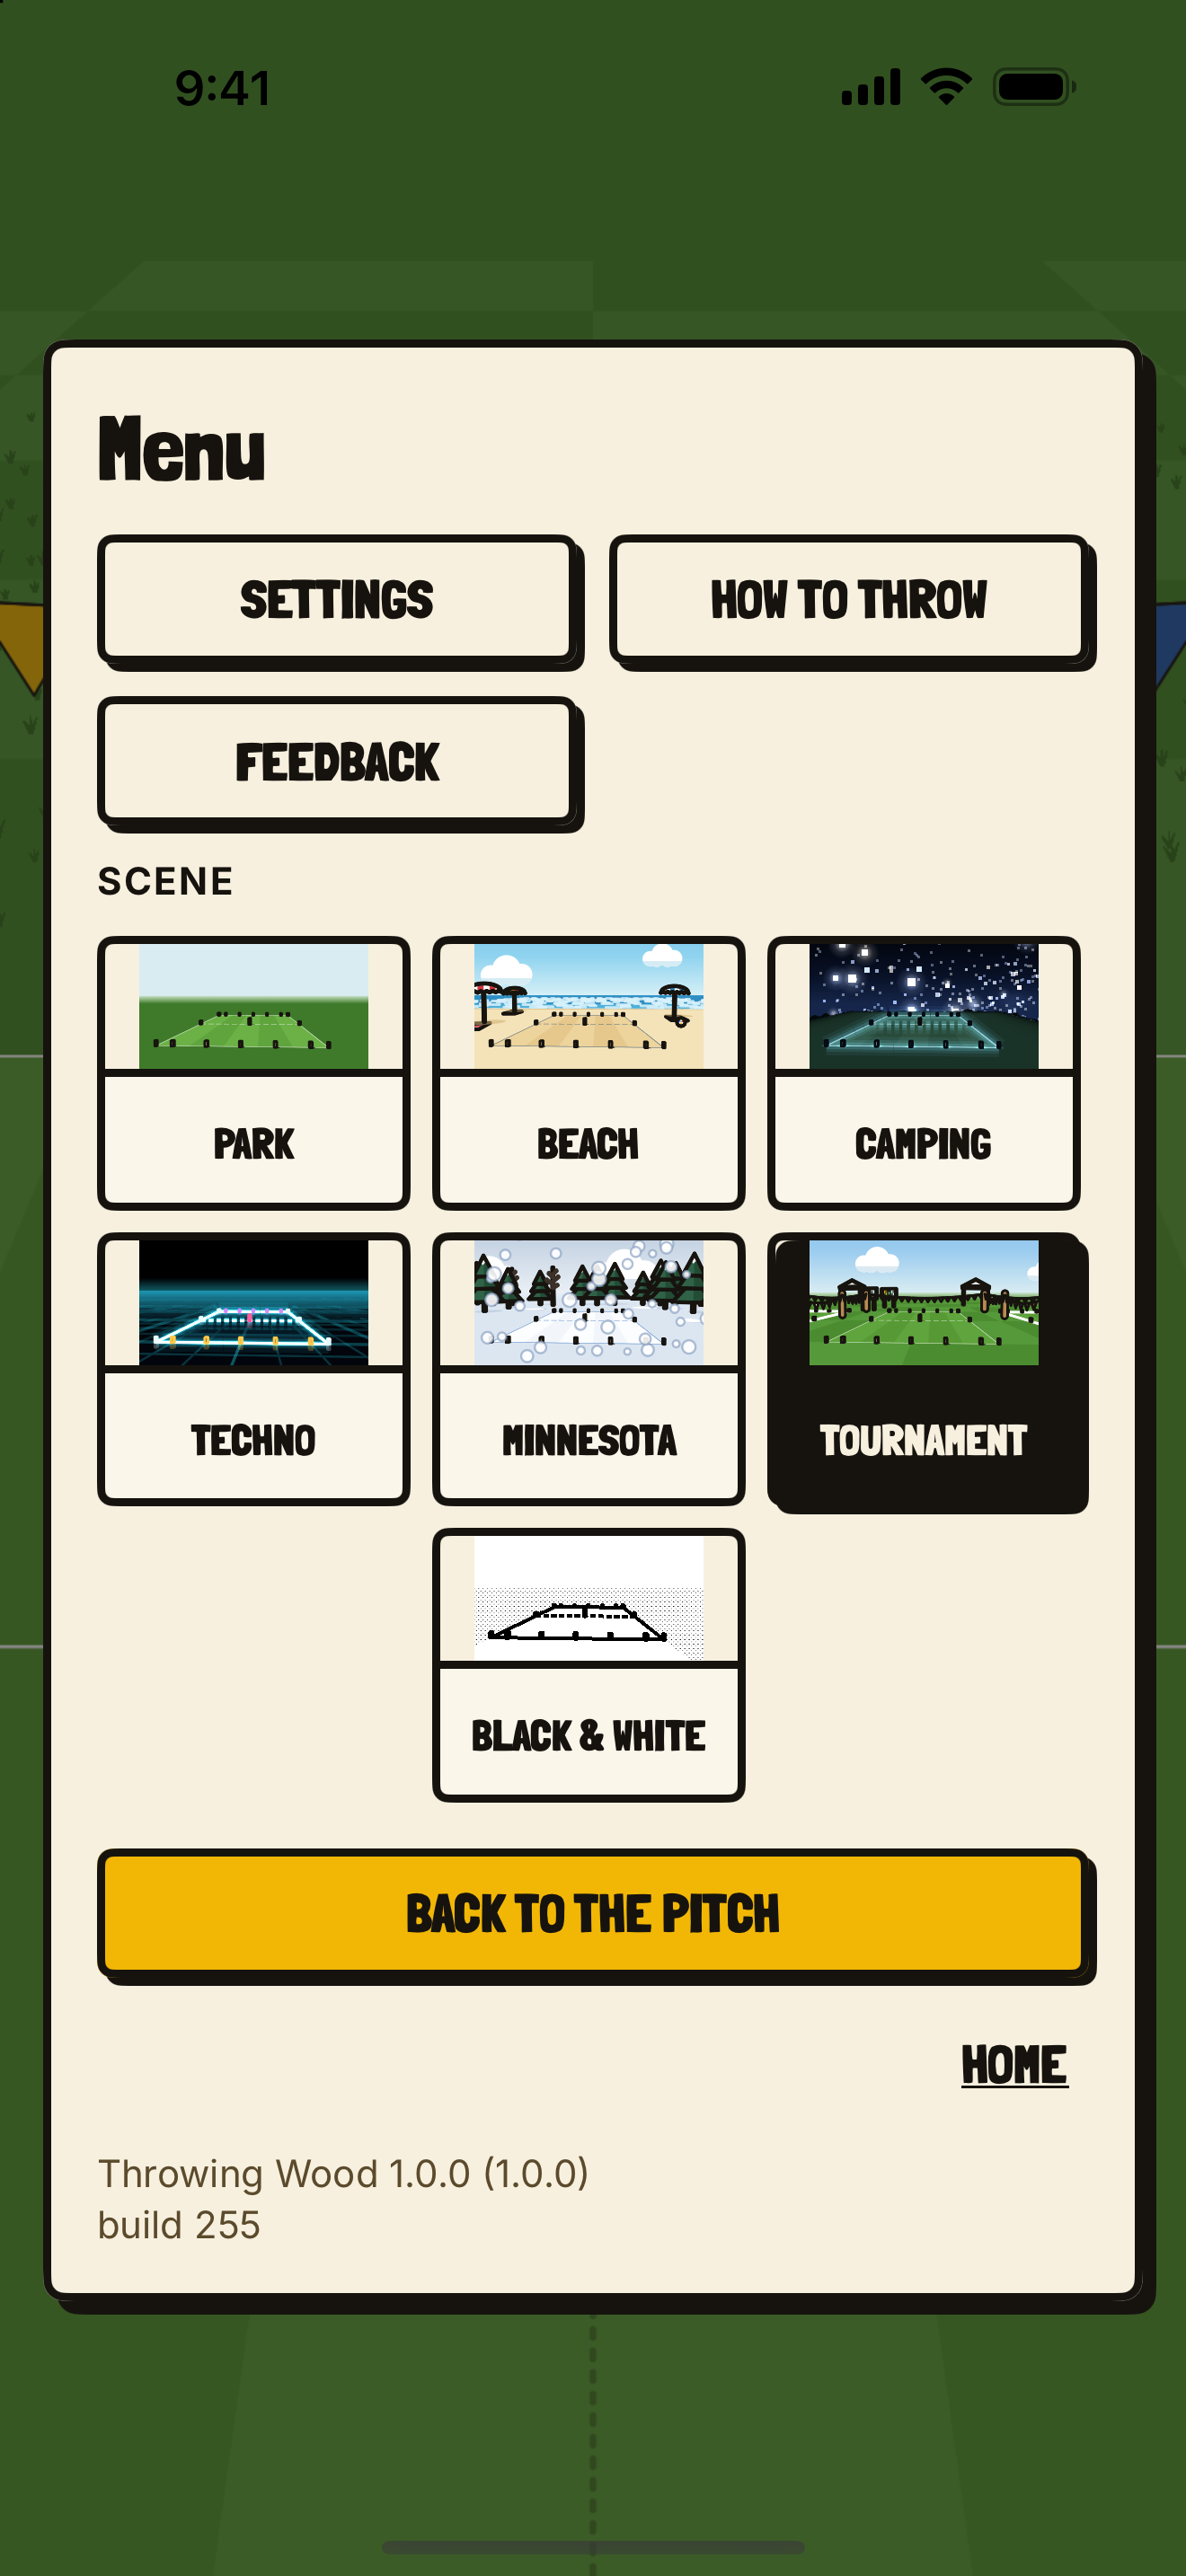 9:41
Menu
SETTINGS
HOW TO THROW
FEEDBACK
SCENE
PARK
BEACH
CAMPING
TECHNO
MINNESOTA
TOURNAMENT
BLACK & WHITE
BACK TO THE PITCH
HOME
Throwing Wood 1.0.0 (1.0.0)
build 255